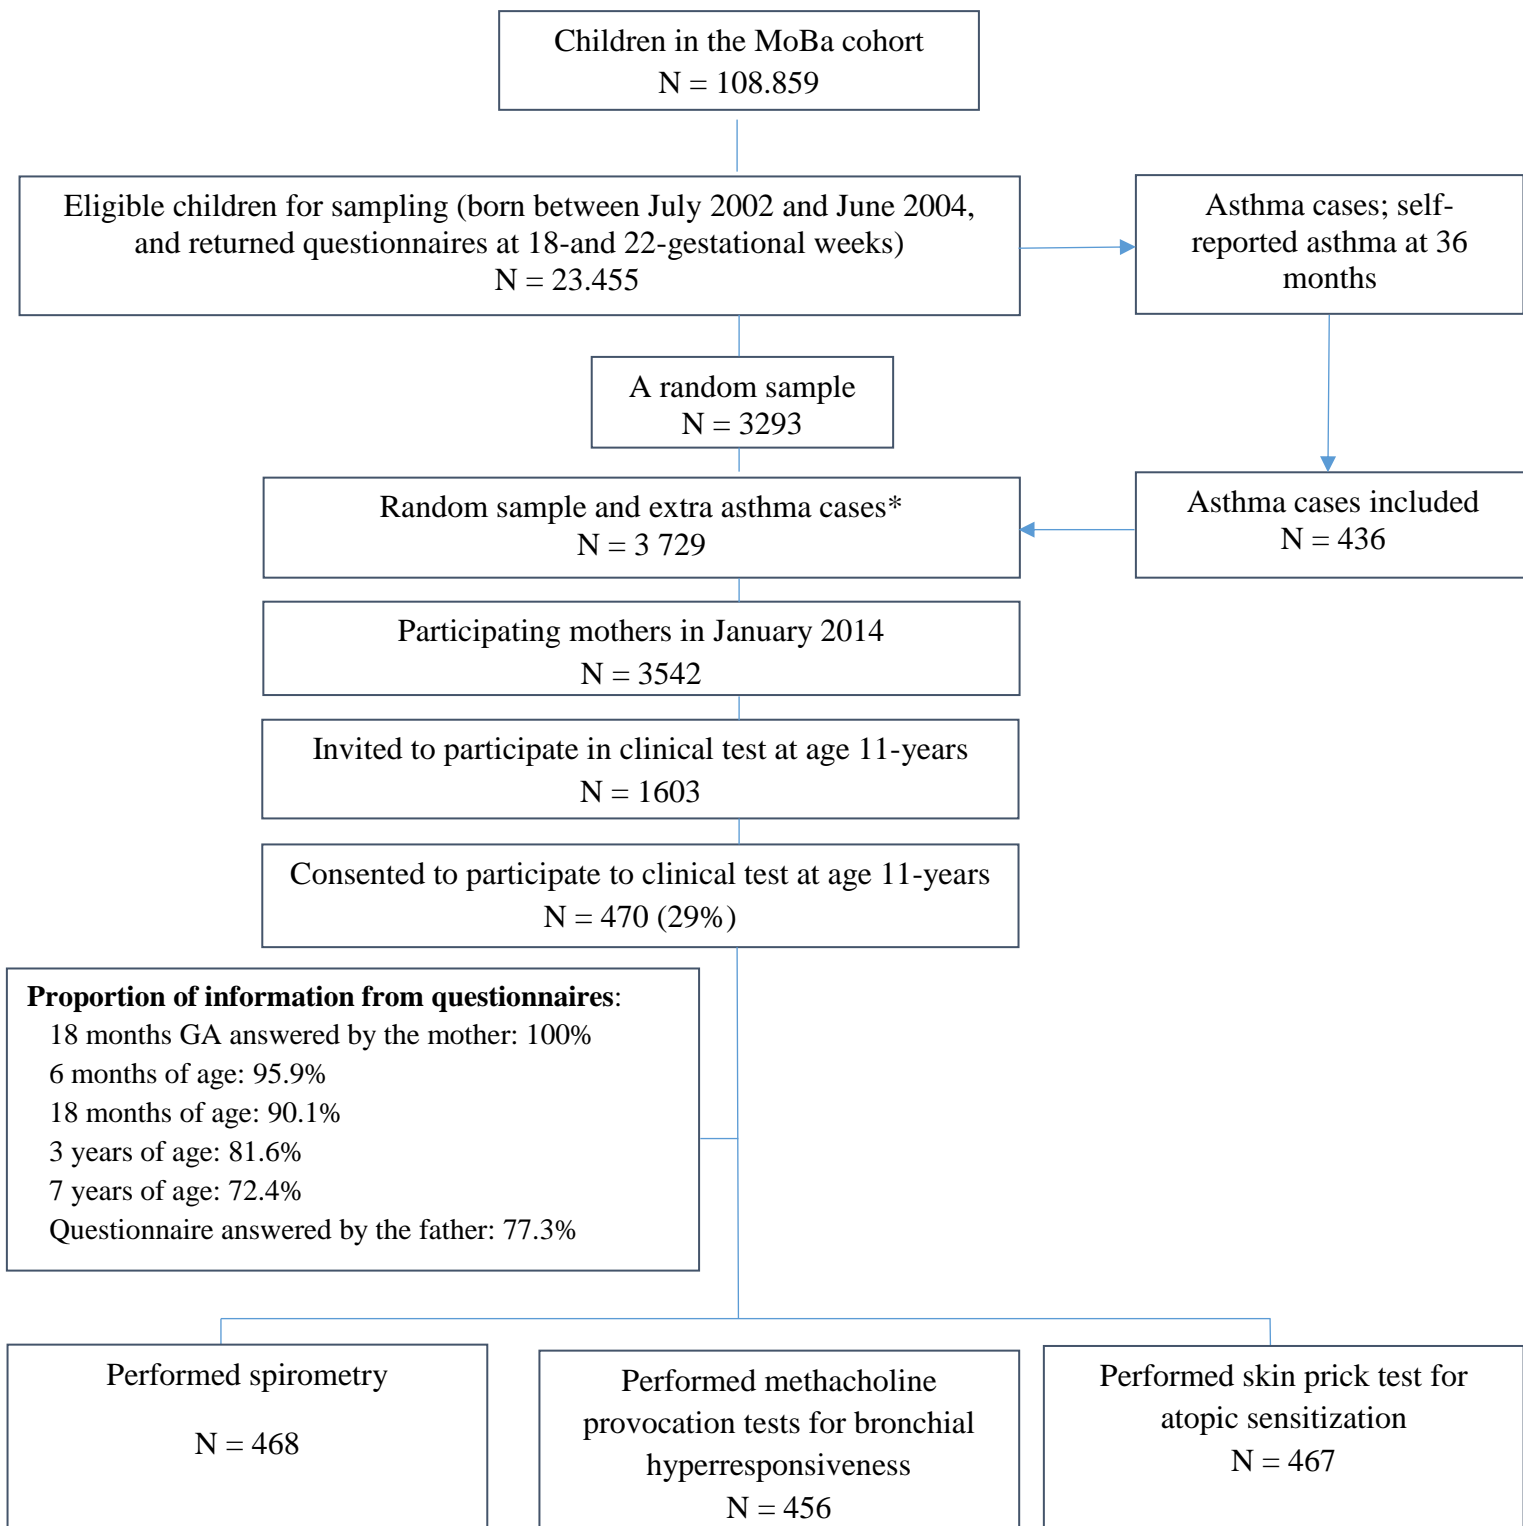 Children in the MoBa cohort
N = 108.859
Eligible children for sampling (born between July 2002 and June 2004,
and returned questionnaires at 18-and 22-gestational weeks)
N = 23.455
Asthma cases; self-
reported asthma at 36
months
A random sample
N = 3293
Random sample and extra asthma cases*
N = 3 729
Asthma cases included
N = 436
Participating mothers in January 2014
N = 3542
Invited to participate in clinical test at age 11-years
N = 1603
Consented to participate to clinical test at age 11-years
N = 470 (29%)
Proportion of information from questionnaires:
18 months GA answered by the mother: 100%
6 months of age: 95.9%
18 months of age: 90.1%
3 years of age: 81.6%
7 years of age: 72.4%
Questionnaire answered by the father: 77.3%
Performed spirometry
N = 468
Performed methacholine
provocation tests for bronchial
hyperresponsiveness
N = 456
Performed skin prick test for
atopic sensitization
N = 467